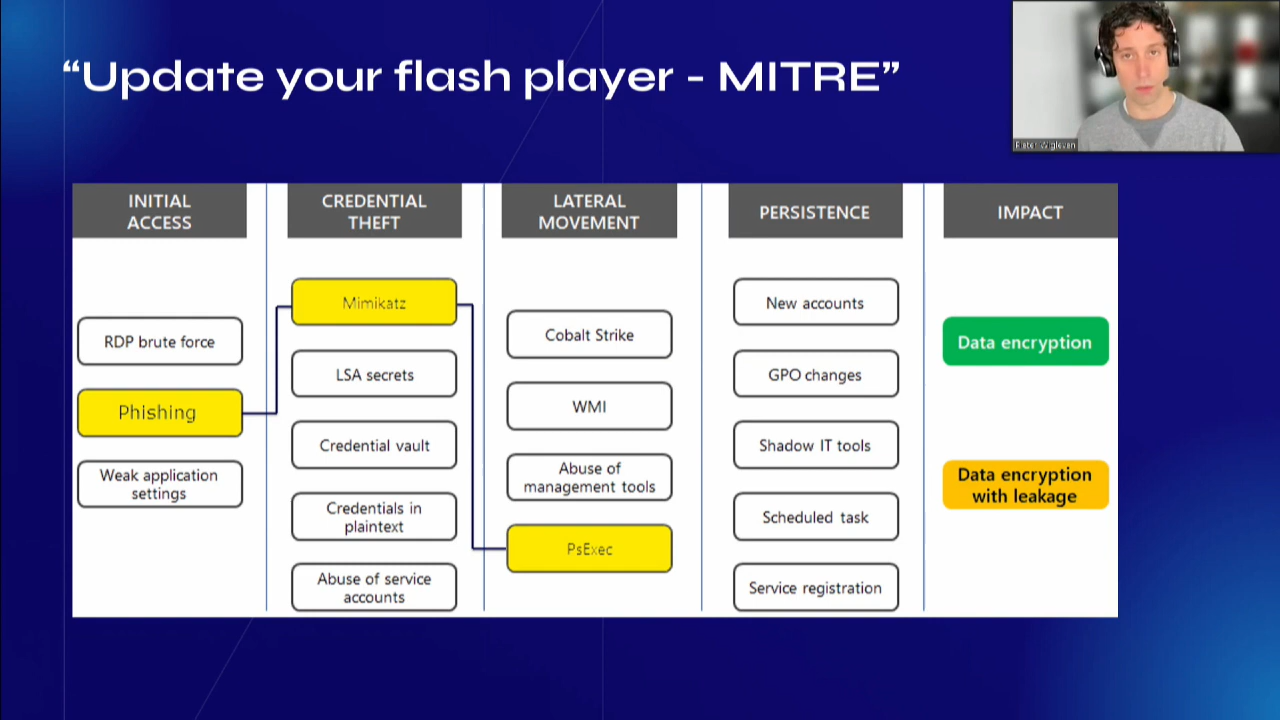 “Update your flash player - MITRE”
INITIAL
ACCESS
RDP brute force
Phishing
Weak application
settings
CREDENTIAL
THEFT
Mimikatz
LSA secrets
Credential vault
Credentials in
plaintext
Abuse of service
accounts
LATERAL
MOVEMENT
Cobalt Strike
WMI
Abuse of
management tools
PsExec
PERSISTENCE
New accounts
GPO changes
Shadow IT tools
Scheduled task
Service registration
IMPACT
Data encryption
Data encryption
with leakage